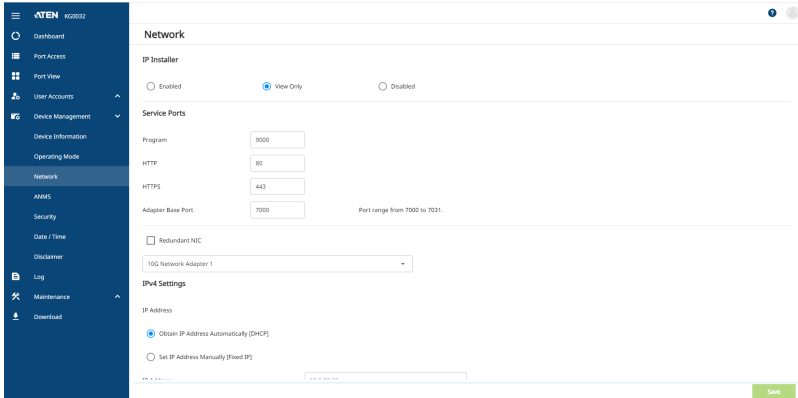 ATEN KG0032
?
Dashboard
Port Access
Port View
User Accounts
Device Management
Device Information
Operating Mode
Network
ANMS
Security
Date / Time
Disclaimer
Log
Maintenance
Download
Network
IP Installer
Enabled View Only Disabled
Service Ports
Program 9000
HTTP 80
HTTPS 443
Adapter Base Port 7000 Port range from 7000 to 7031.
Redundant NIC
10G Network Adapter 1
IPv4 Settings
IP Address
Obtain IP Address Automatically [DHCP]
Set IP Address Manually [Fixed IP]
Save